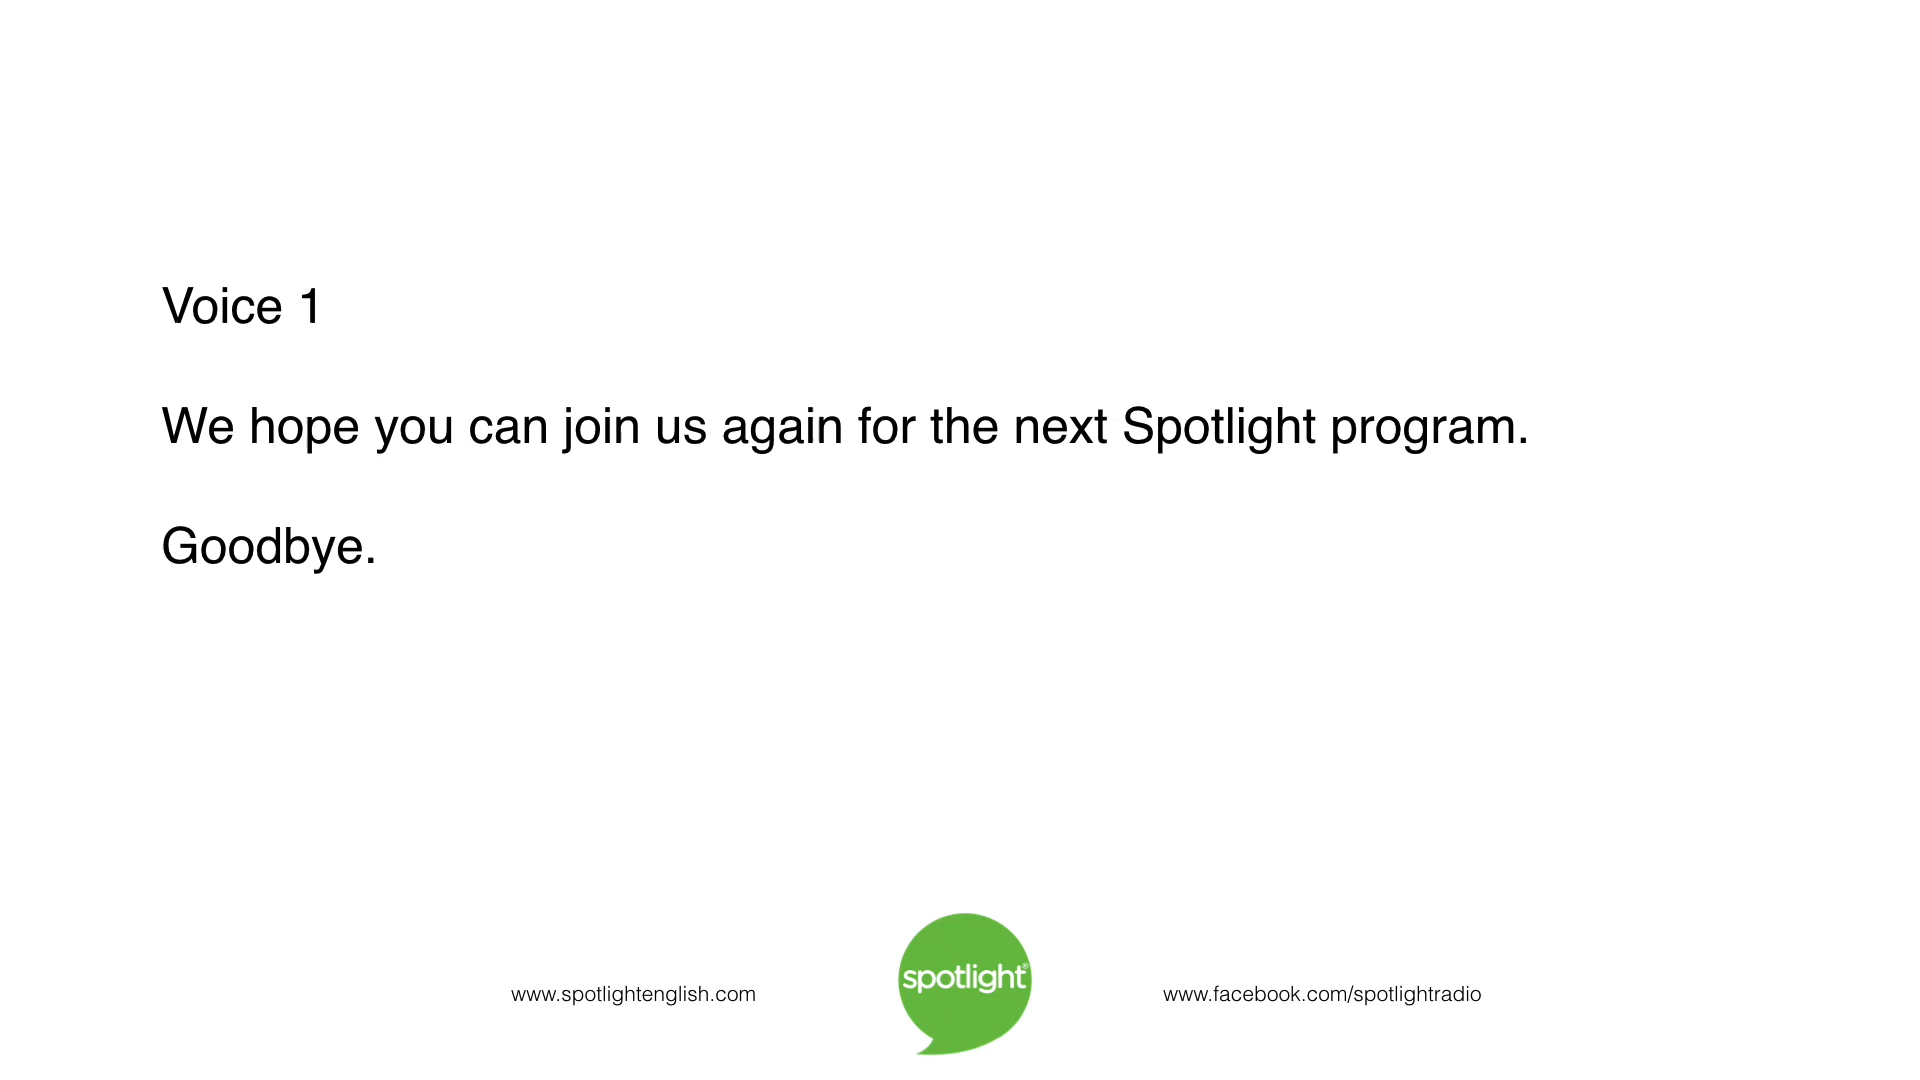 Voice 1
We hope you can join us again for the next Spotlight program.
Goodbye.
www.spotlightenglish.com
spotlight®
www.facebook.com/spotlightradio